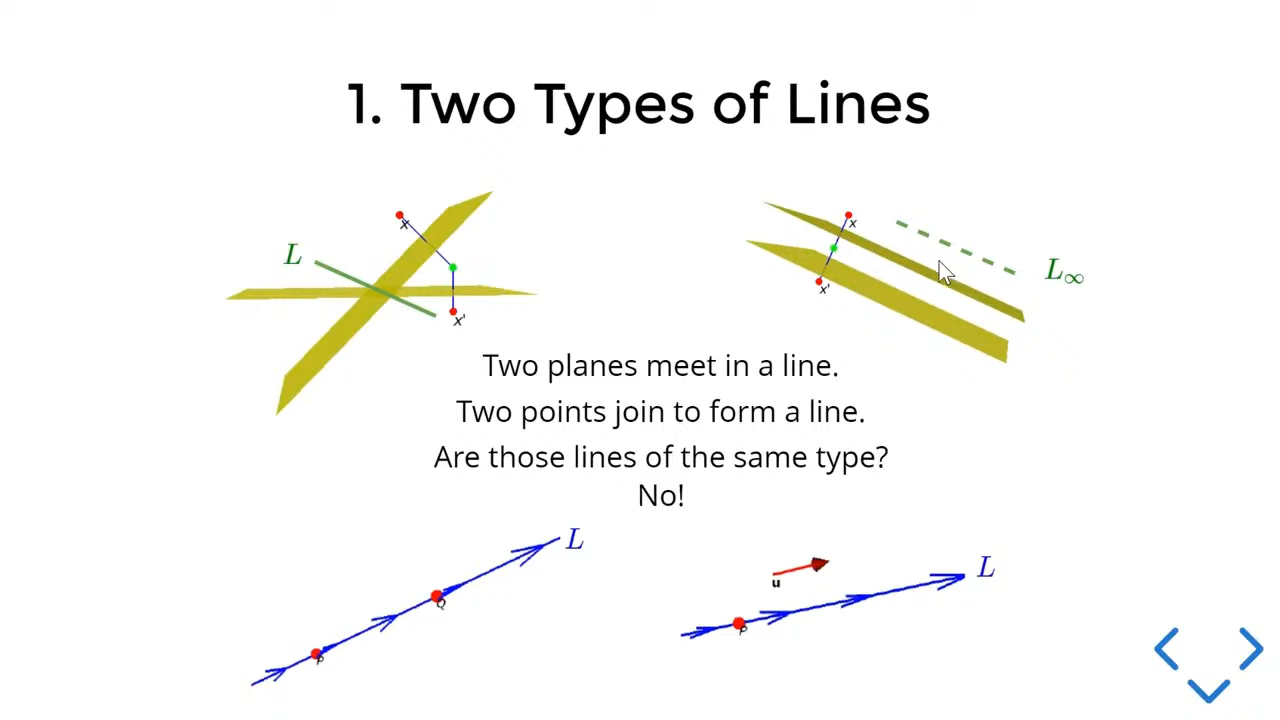 1. Two Types of Lines
x
L
x'
x
L∞
x'
Two planes meet in a line.
Two points join to form a line.
Are those lines of the same type?
No!
L
Q
P
u
L
P